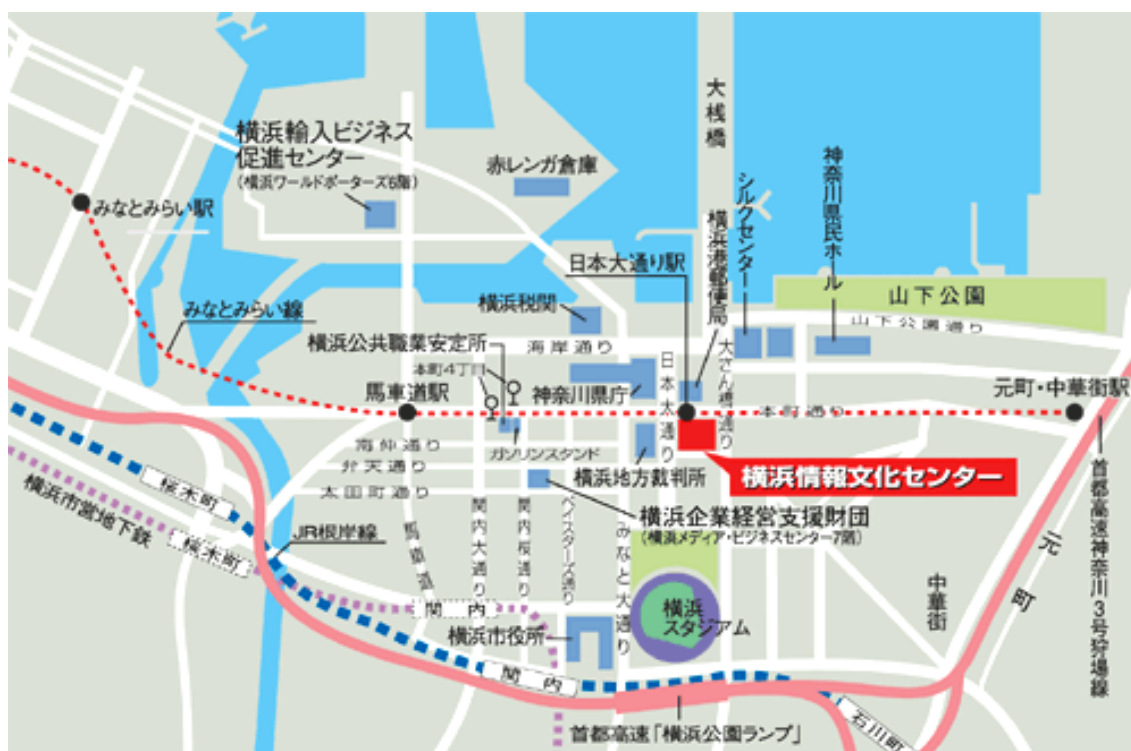 大桟橋
横浜輸入ビジネス
促進センター
(横浜ワールドポーターズ6階)
赤レンガ倉庫
シルクセンター
神奈川県民ホール
みなとみらい駅
横浜港郵便局
日本大通り駅
山下公園
山下公園通り
みなとみらい線
横浜税関
海岸通り
横浜公共職業安定所
本町4丁目
馬車道駅
神奈川県庁
日本大通り
大さん橋通り
本町通り
元町・中華街駅
南仲通り
ガソリンスタンド
弁天通り
横浜地方裁判所
横浜情報文化センター
太田町通り
桜木町
横浜市営地下鉄
桜木町
JR根岸線
横浜企業経営支援財団
(横浜メディア・ビジネスセンター7階)
馬車道
関内大通り
関内桜通り
ベイスターズ通り
みなと大通り
関内
横浜市役所
横浜
スタジアム
中華街
元町
首都高速神奈川3号狩場線
関内
石川町
首都高速「横浜公園ランプ」